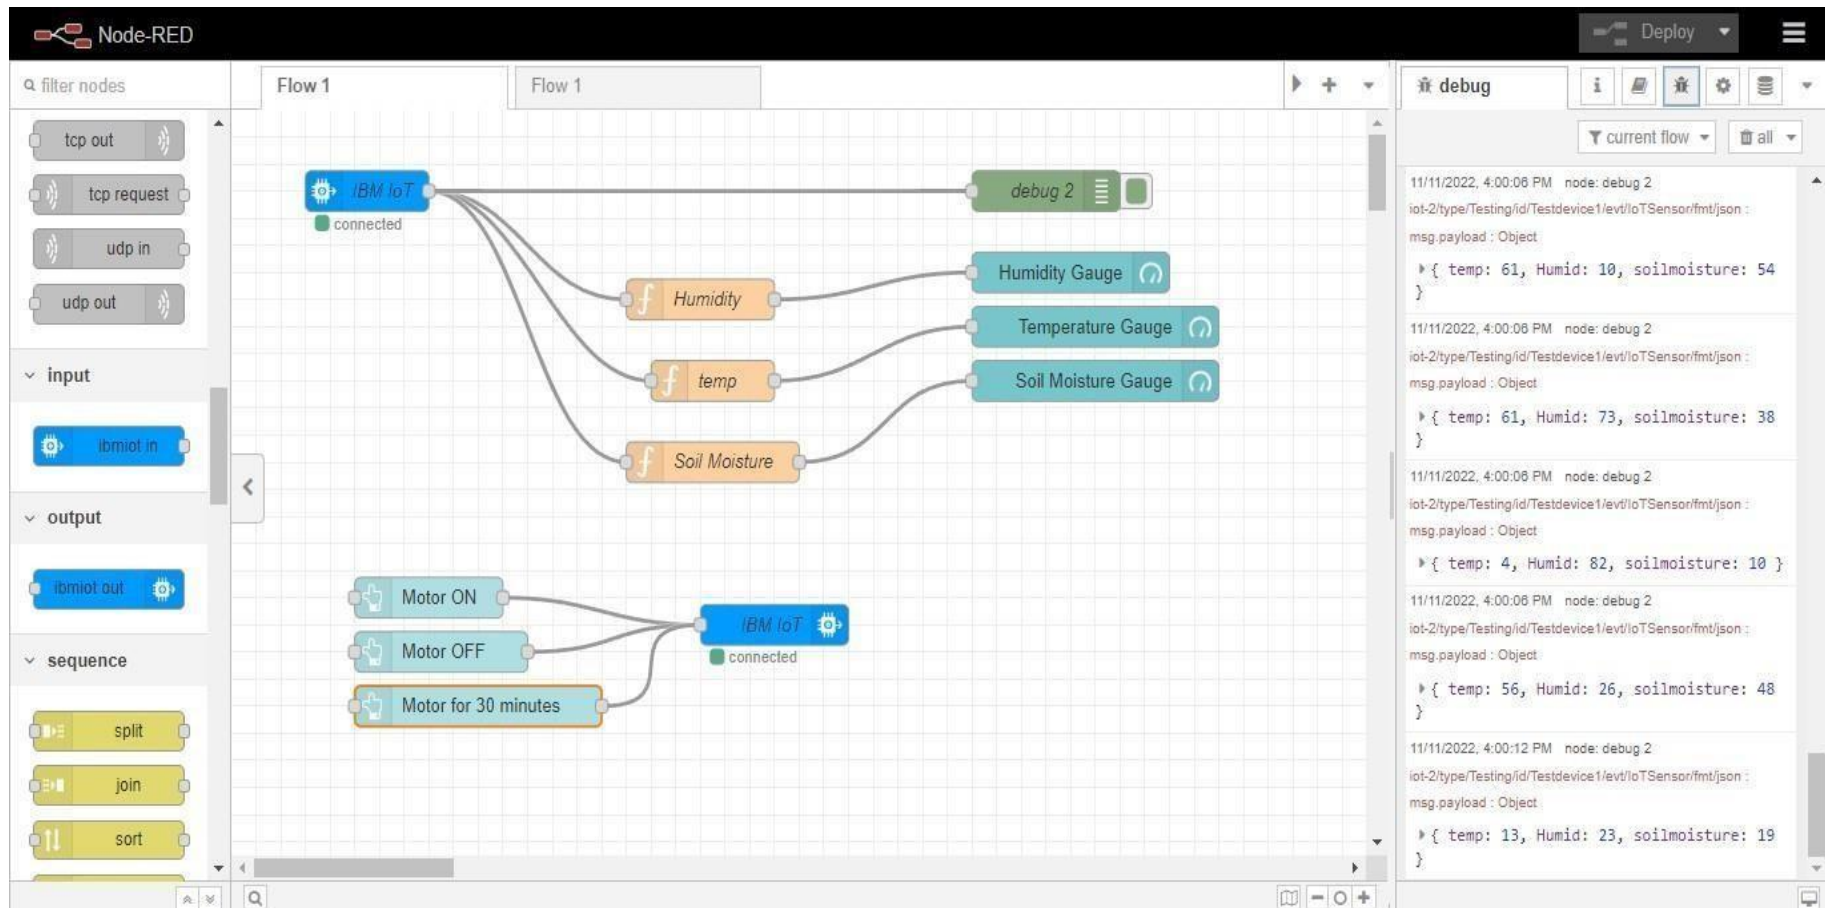 Node-RED
Deploy
filter nodes
tcp out
tcp request
udp in
udp out
input
ibmiot in
output
ibmiot out
sequence
split
join
sort
Flow 1
Flow 1
IBM IoT
connected
debug 2
Humidity
Humidity Gauge
temp
Temperature Gauge
Soil Moisture
Soil Moisture Gauge
Motor ON
Motor OFF
Motor for 30 minutes
IBM IoT
connected
debug
i
current flow
all
11/11/2022, 4:00:06 PM node: debug 2
iot-2/type/Testing/id/Testdevice1/evt/IoTSensor/fmt/json :
msg.payload : Object
{ temp: 61, Humid: 10, soilmoisture: 54
}
11/11/2022, 4:00:06 PM node: debug 2
iot-2/type/Testing/id/Testdevice1/evt/IoTSensor/fmt/json :
msg.payload : Object
{ temp: 61, Humid: 73, soilmoisture: 38
}
11/11/2022, 4:00:06 PM node: debug 2
iot-2/type/Testing/id/Testdevice1/evt/IoTSensor/fmt/json :
msg.payload : Object
{ temp: 4, Humid: 82, soilmoisture: 10 }
11/11/2022, 4:00:06 PM node: debug 2
iot-2/type/Testing/id/Testdevice1/evt/IoTSensor/fmt/json :
msg.payload : Object
{ temp: 56, Humid: 26, soilmoisture: 48
}
11/11/2022, 4:00:12 PM node: debug 2
iot-2/type/Testing/id/Testdevice1/evt/IoTSensor/fmt/json :
msg.payload : Object
{ temp: 13, Humid: 23, soilmoisture: 19
}